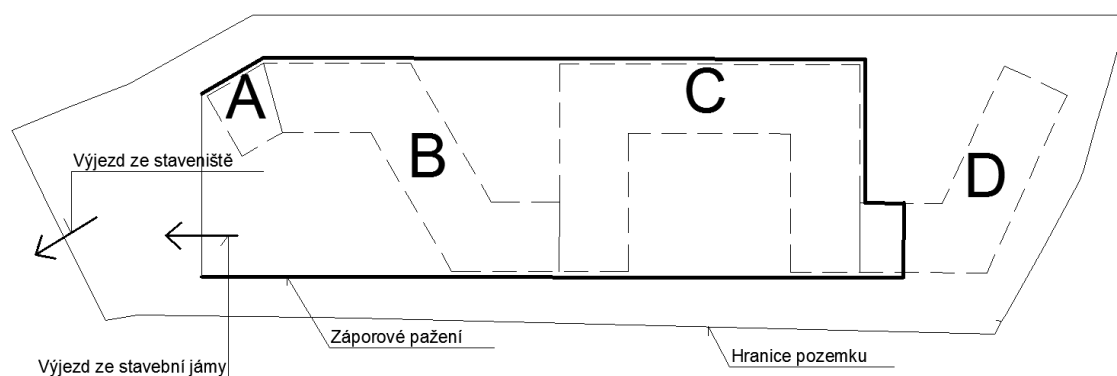 A
B
C
D
Výjezd ze staveniště
Výjezd ze stavební jámy
Záporové pažení
Hranice pozemku